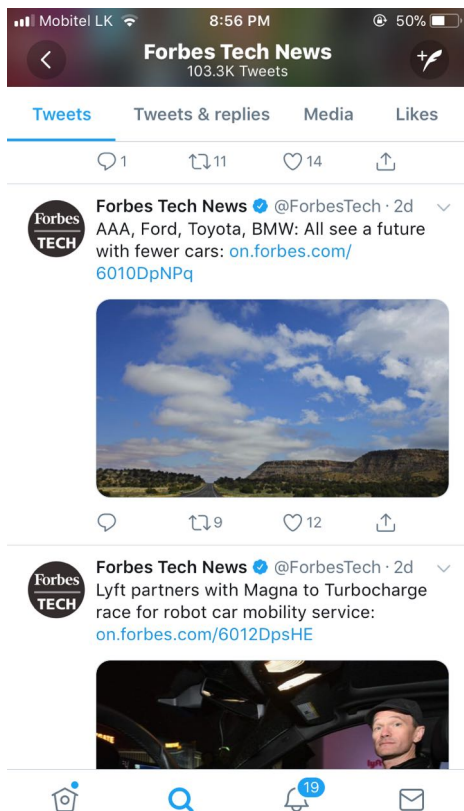 Mobitel LK 8:56 PM 50%
Forbes Tech News
103.3K Tweets
Tweets Tweets & replies Media Likes
1 11 14
Forbes TECH
Forbes Tech News @ForbesTech · 2d
AAA, Ford, Toyota, BMW: All see a future
with fewer cars: on.forbes.com/
6010DpNPq
9 12
Forbes TECH
Forbes Tech News @ForbesTech · 2d
Lyft partners with Magna to Turbocharge
race for robot car mobility service:
on.forbes.com/6012DpsHE
19